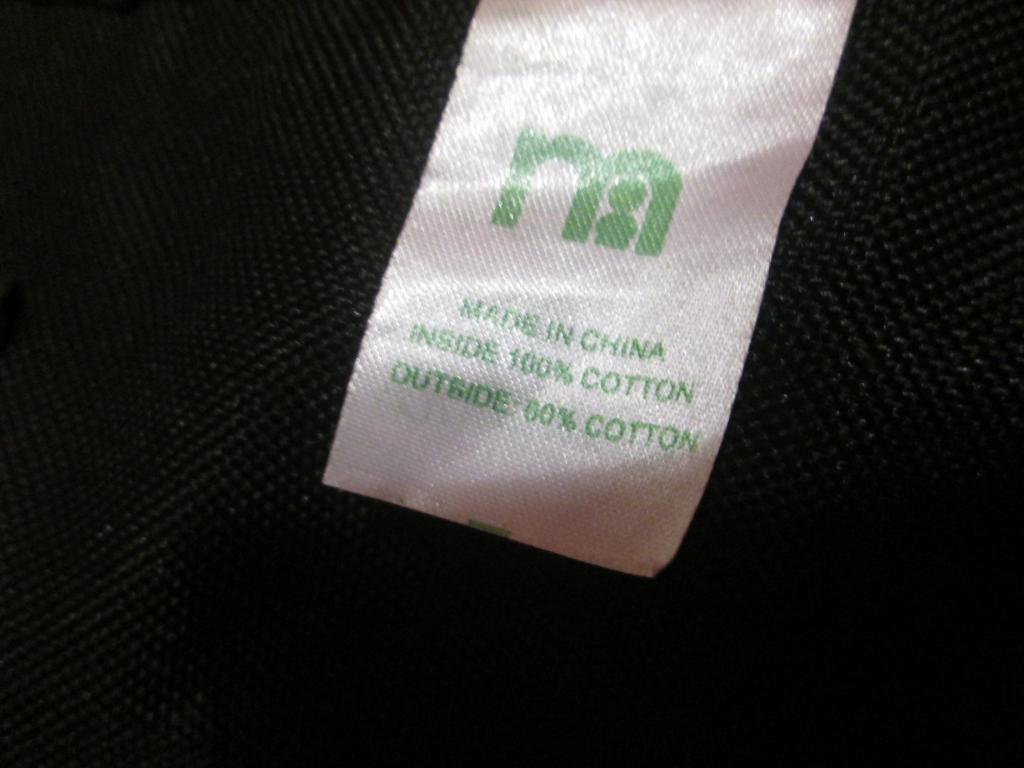 m
MADE IN CHINA
INSIDE 100% COTTON
OUTSIDE 60% COTTON